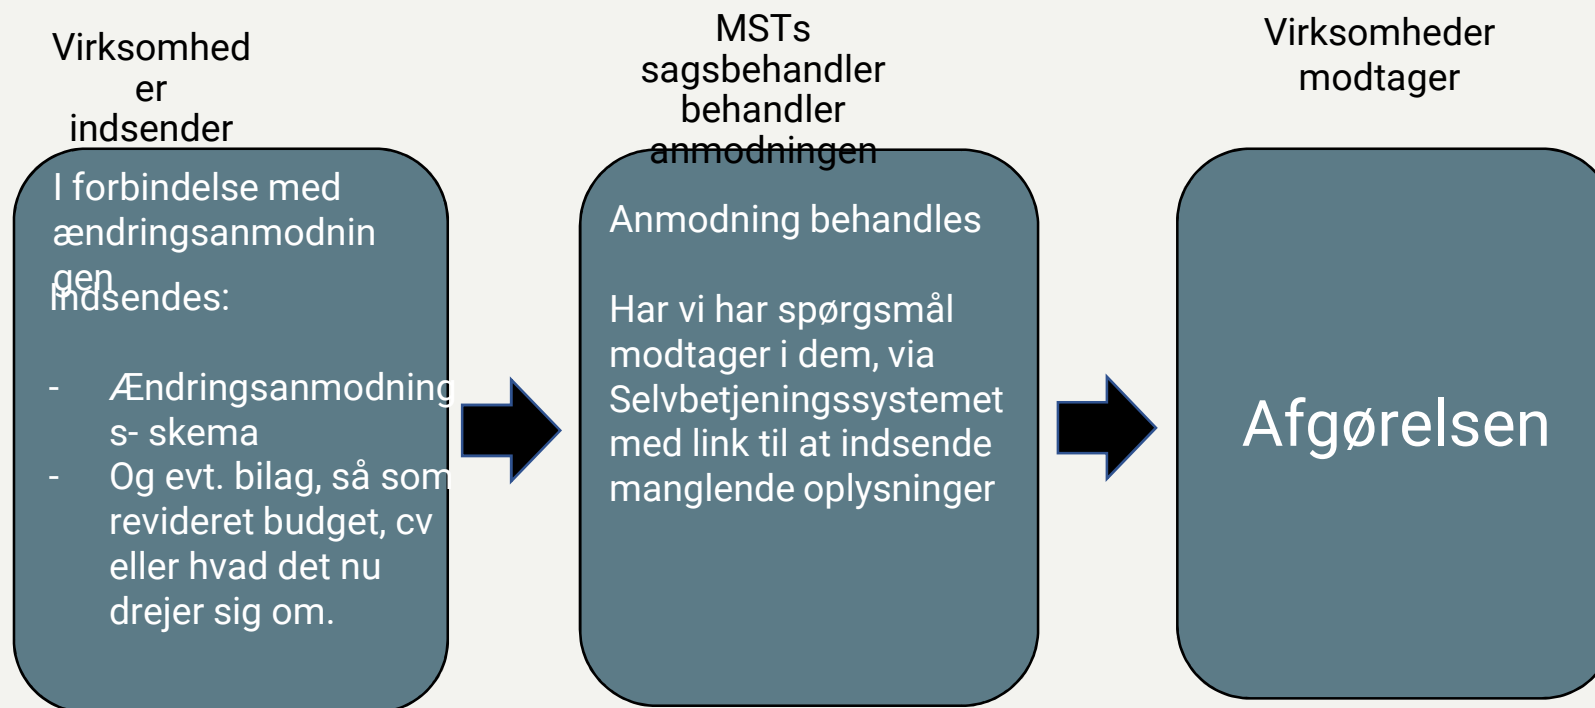 Virksomhed
er
indsender
I forbindelse med
ændringsanmodnin
gen
Indsendes:
- Ændringsanmodning
s- skema
- Og evt. bilag, så som
revideret budget, cv
eller hvad det nu
drejer sig om.
MSTs
sagsbehandler
behandler
anmodningen
Anmodning behandles
Har vi har spørgsmål
modtager i dem, via
Selvbetjeningssystemet
med link til at indsende
manglende oplysninger
Virksomheder
modtager
Afgørelsen